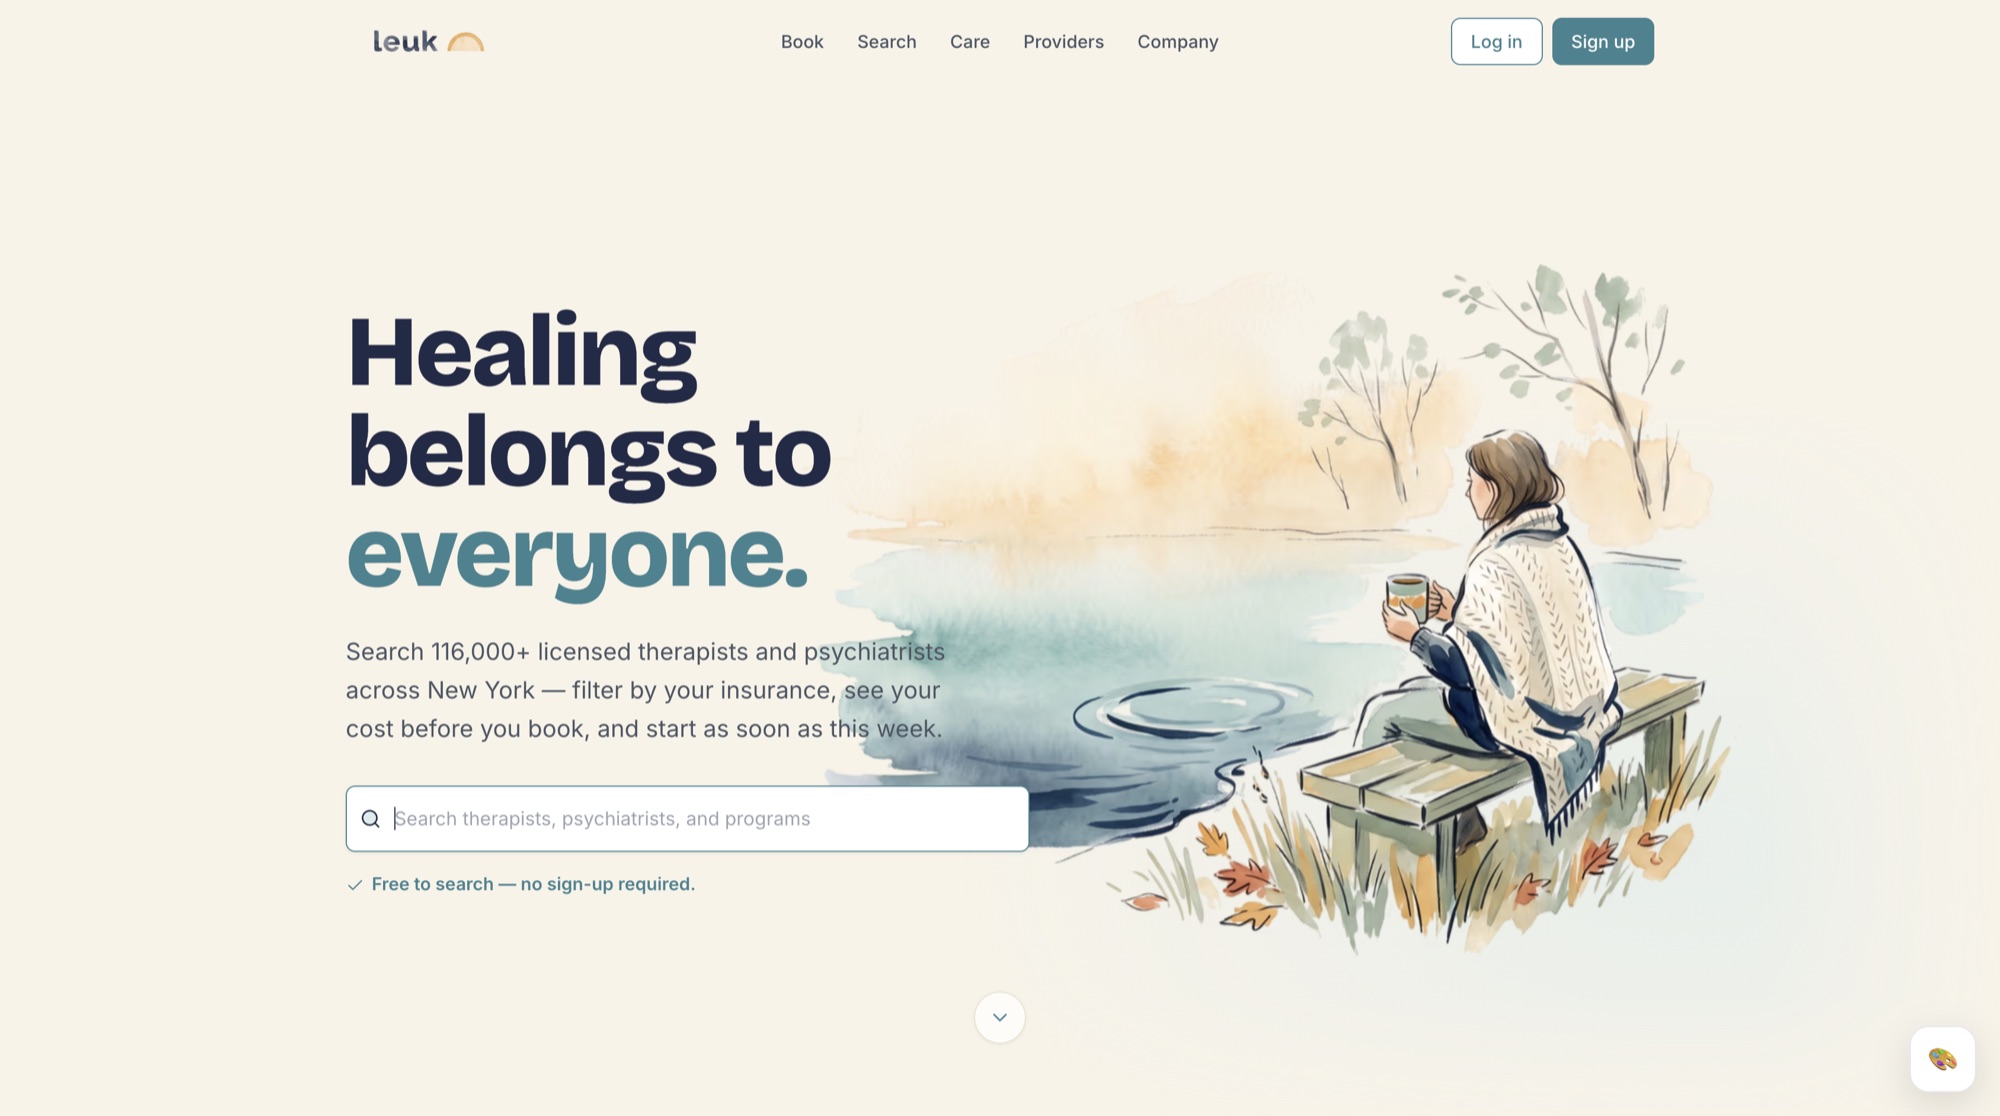 leuk
Book
Search
Care
Providers
Company
Log in
Sign up
Healing
belongs to
everyone.
Search 116,000+ licensed therapists and psychiatrists
across New York — filter by your insurance, see your
cost before you book, and start as soon as this week.
Search therapists, psychiatrists, and programs
Free to search — no sign-up required.